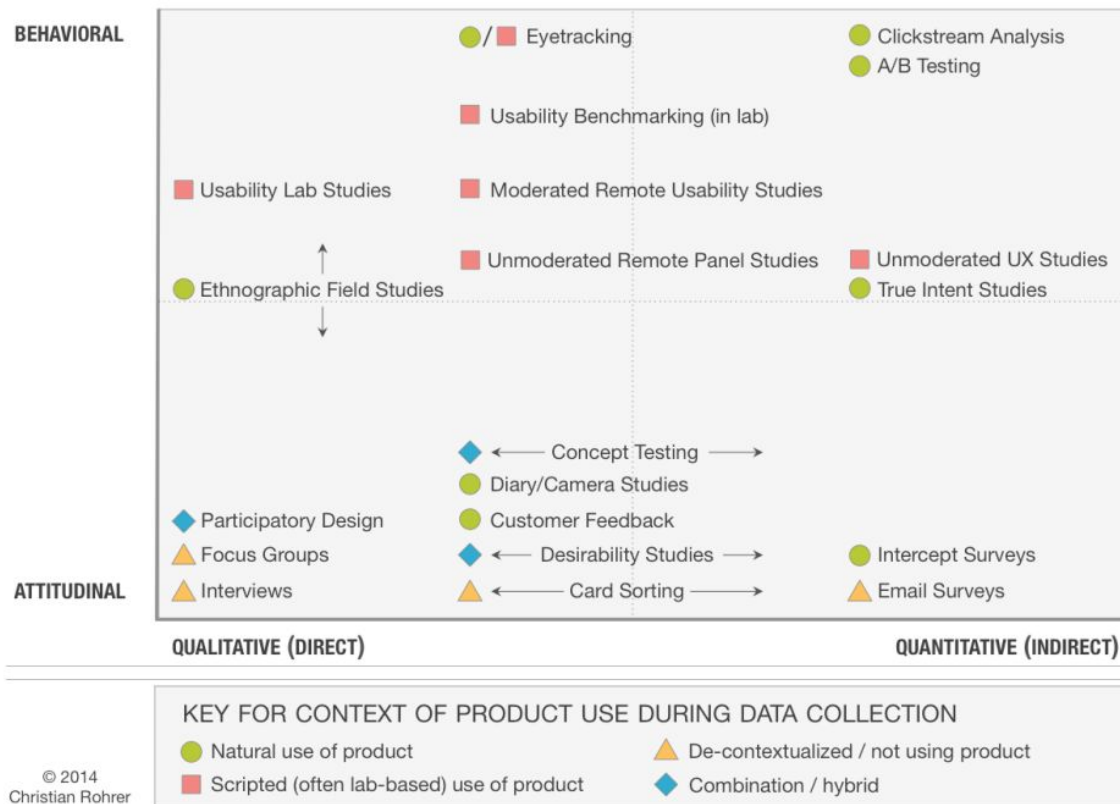 BEHAVIORAL
/ Eyetracking
Clickstream Analysis
A/B Testing
Usability Benchmarking (in lab)
Usability Lab Studies
Moderated Remote Usability Studies
Unmoderated Remote Panel Studies
Unmoderated UX Studies
Ethnographic Field Studies
True Intent Studies
Concept Testing
Diary/Camera Studies
Participatory Design
Customer Feedback
Focus Groups
Desirability Studies
Intercept Surveys
ATTITUDINAL
Interviews
Card Sorting
Email Surveys
QUALITATIVE (DIRECT)
QUANTITATIVE (INDIRECT)
KEY FOR CONTEXT OF PRODUCT USE DURING DATA COLLECTION
Natural use of product
De-contextualized / not using product
Scripted (often lab-based) use of product
Combination / hybrid
© 2014
Christian Rohrer